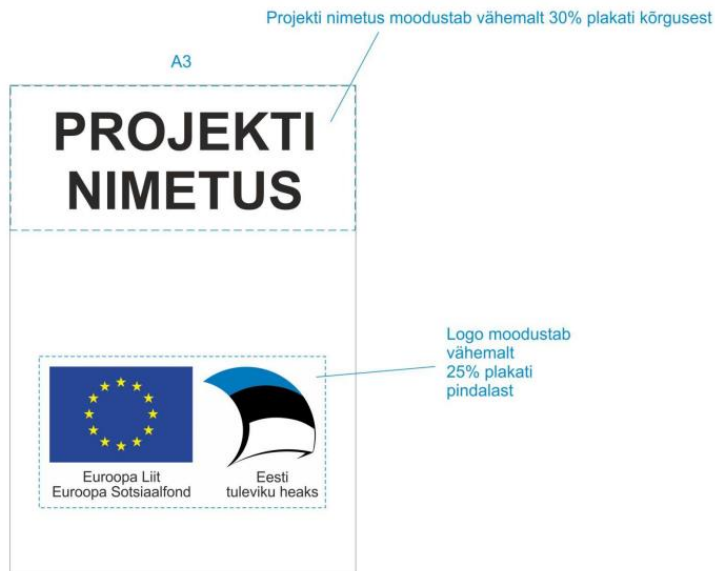 Projekti nimetus moodustab vähemalt 30% plakati kõrgusest
A3
PROJEKTI
NIMETUS
Logo moodustab
vähemalt
25% plakati
pindalast
Euroopa Liit
Euroopa Sotsiaalfond
Eesti
tuleviku heaks